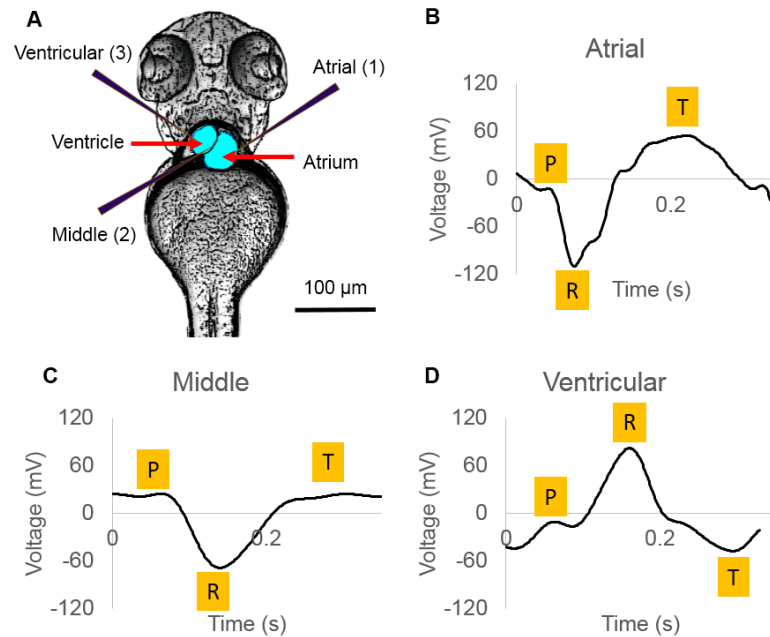 A
Ventricular (3)
Atrial (1)
Ventricle
Atrium
Middle (2)
100 µm
B
Atrial
Voltage (mV)
120
60
0
-60
-120
0
0.2
P
R
T
Time (s)
C
Middle
Voltage (mV)
120
60
0
-60
-120
0
0.2
P
R
T
Time (s)
D
Ventricular
Voltage (mV)
120
60
0
-60
-120
0
0.2
P
R
T
Time (s)